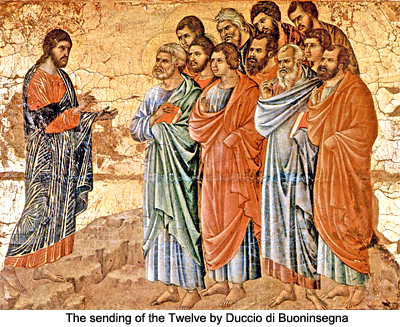 The sending of the Twelve by Duccio di Buoninsegna